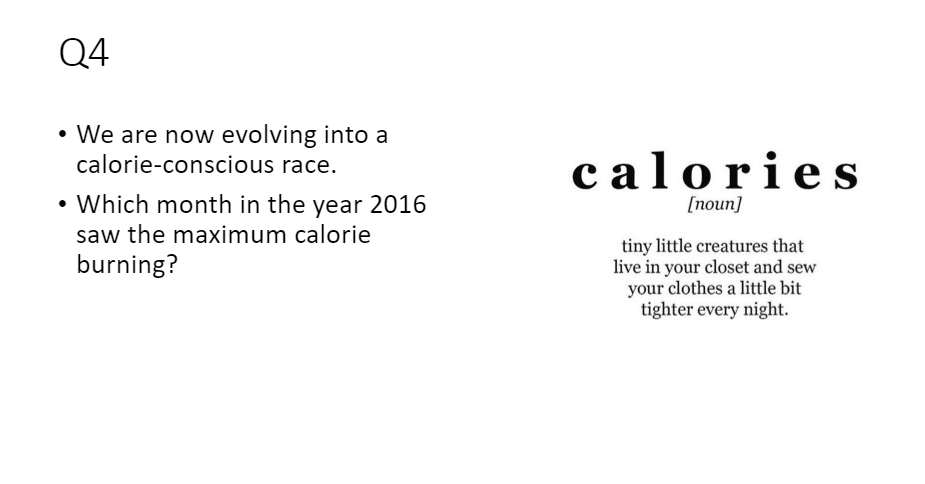 Q4
• We are now evolving into a
calorie-conscious race.
• Which month in the year 2016
saw the maximum calorie
burning?
calories
[noun]
tiny little creatures that
live in your closet and sew
your clothes a little bit
tighter every night.